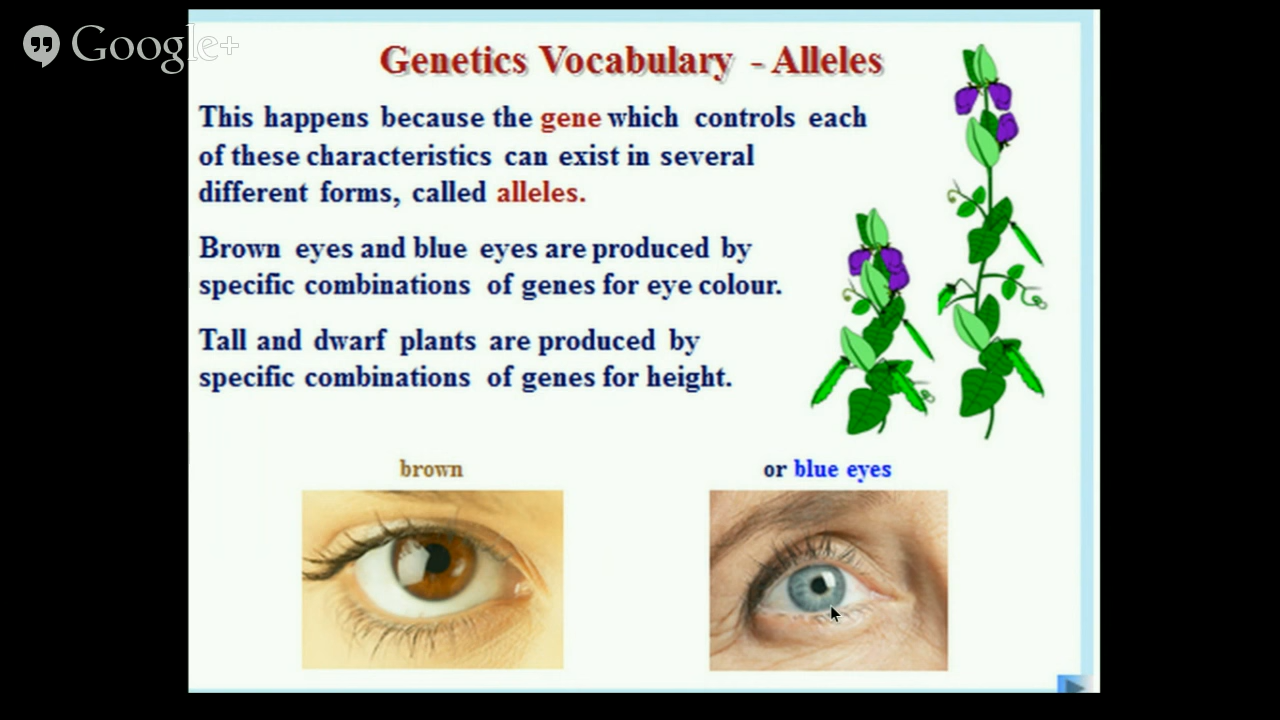 Google+
Genetics Vocabulary - Alleles
This happens because the gene which controls each
of these characteristics can exist in several
different forms, called alleles.
Brown eyes and blue eyes are produced by
specific combinations of genes for eye colour.
Tall and dwarf plants are produced by
specific combinations of genes for height.
brown
or blue eyes